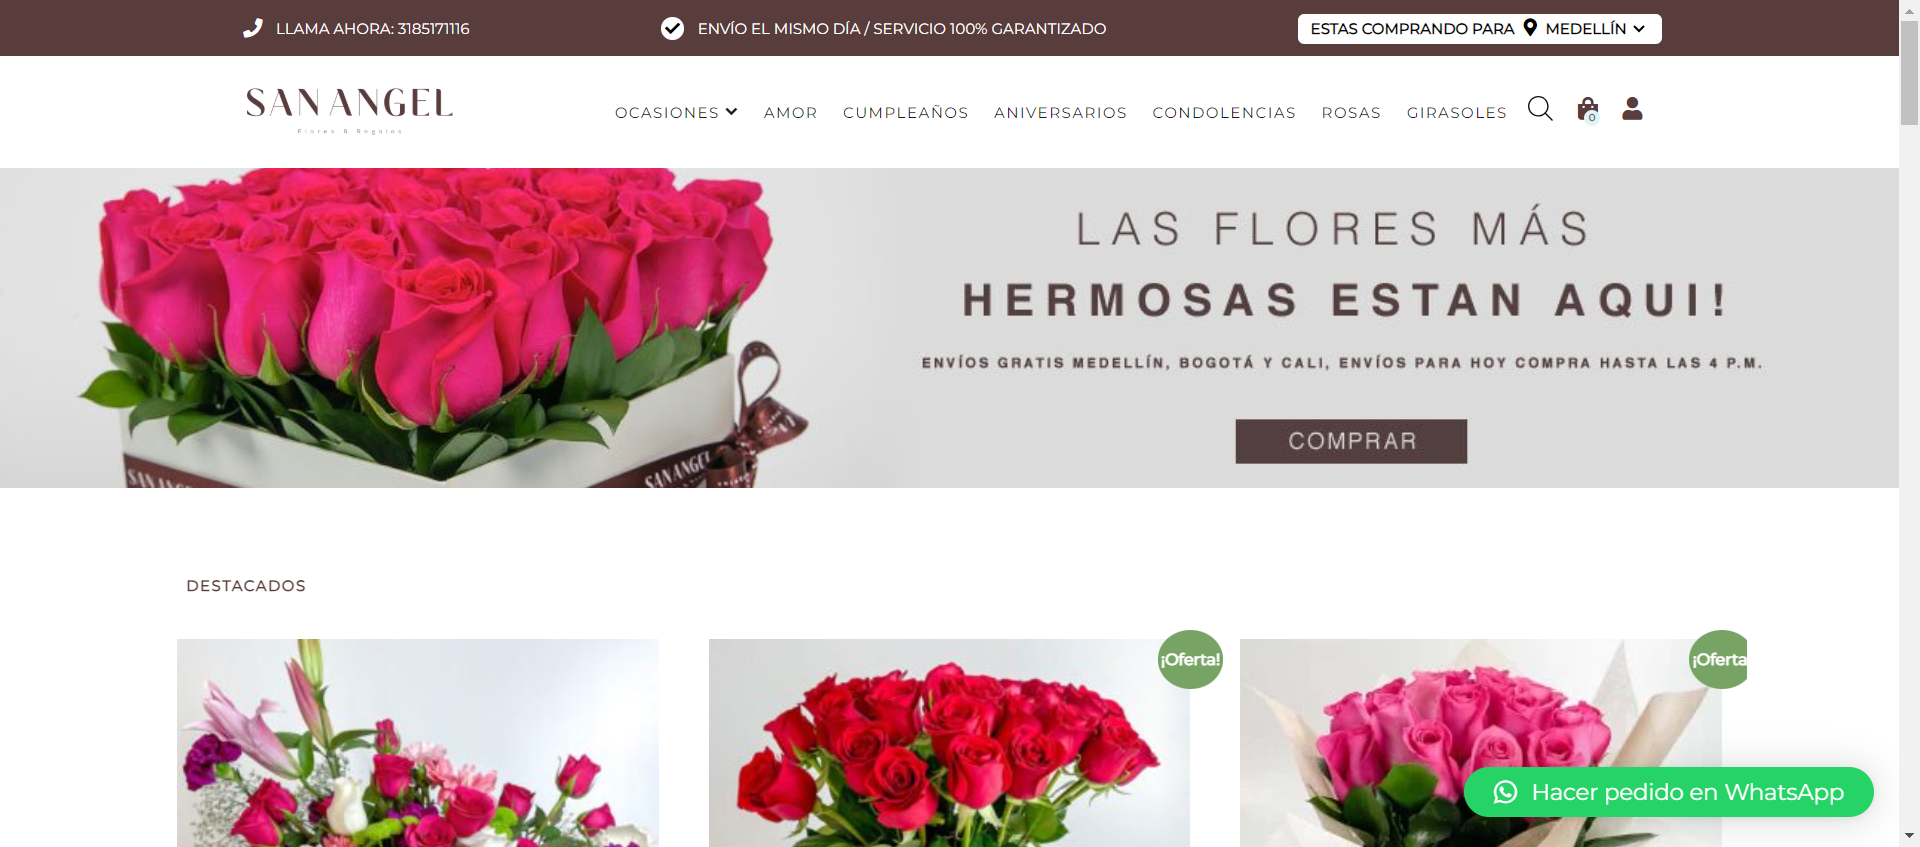 LLAMA AHORA: 3185171116
ENVÍO EL MISMO DÍA / SERVICIO 100% GARANTIZADO
ESTAS COMPRANDO PARA MEDELLÍN
SAN ANGEL
Flores & Regalos
OCASIONES AMOR CUMPLEAÑOS ANIVERSARIOS CONDOLENCIAS ROSAS GIRASOLES
0
LAS FLORES MÁS
HERMOSAS ESTAN AQUI!
ENVÍOS GRATIS MEDELLÍN, BOGOTÁ Y CALI, ENVÍOS PARA HOY COMPRA HASTA LAS 4 P.M.
COMPRAR
SAN ANGEL
SAN ANGEL
DESTACADOS
¡Oferta!
¡Oferta
Hacer pedido en WhatsApp